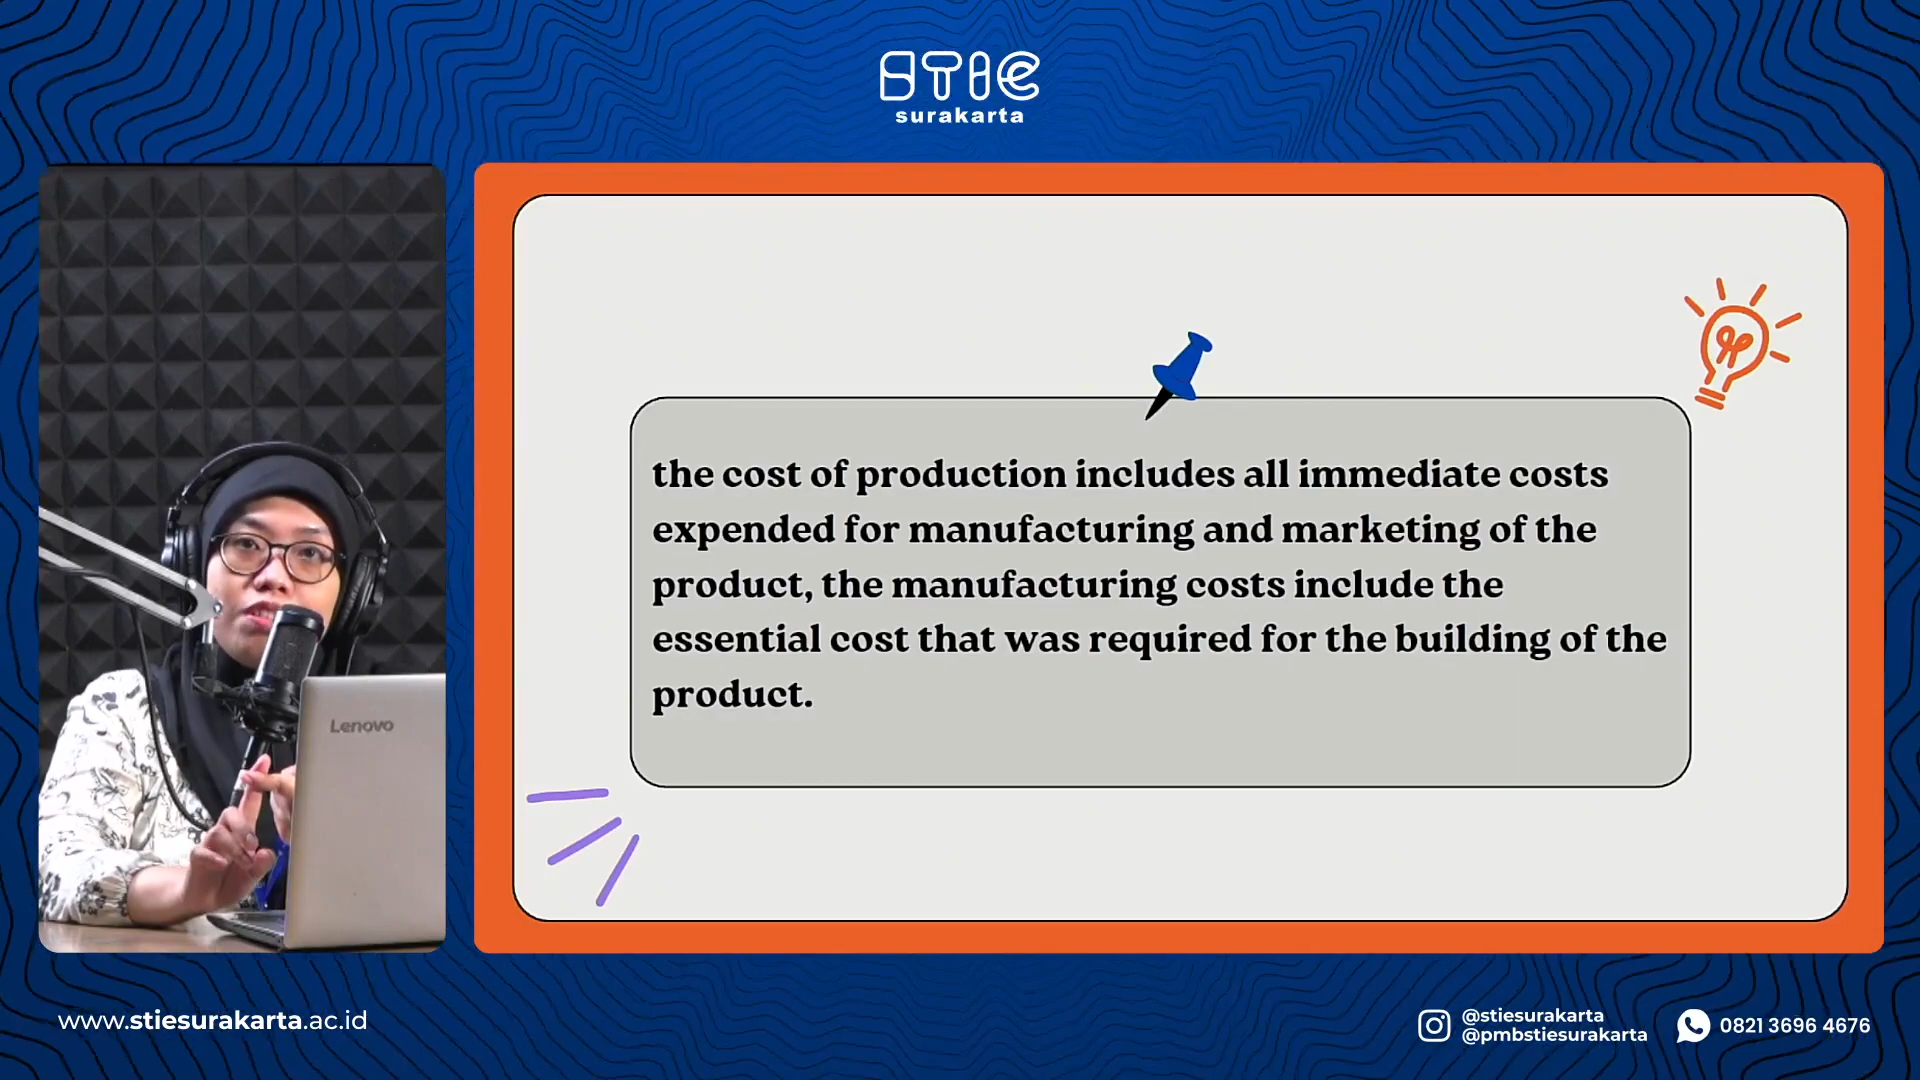 STIE
surakarta
the cost of production includes all immediate costs
expended for manufacturing and marketing of the
product, the manufacturing costs include the
essential cost that was required for the building of the
product.
Lenovo
www.stiesurakarta.ac.id
@stiesurakarta
@pmbstiesurakarta
0821 3696 4676